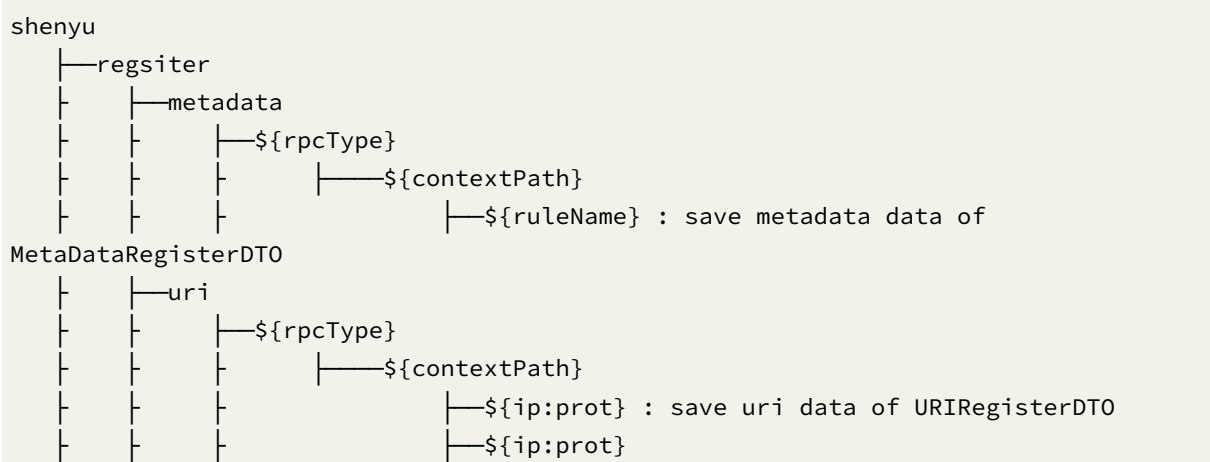 shenyu
   ├──regsiter
   ├    ├──metadata
   ├    ├     ├──${rpcType}
   ├    ├     ├      ├────${contextPath}
   ├    ├     ├               ├──${ruleName} : save metadata data of
MetaDataRegisterDTO
   ├    ├──uri
   ├    ├     ├──${rpcType}
   ├    ├     ├      ├────${contextPath}
   ├    ├     ├               ├──${ip:prot} : save uri data of URIRegisterDTO
   ├    ├     ├               ├──${ip:prot}